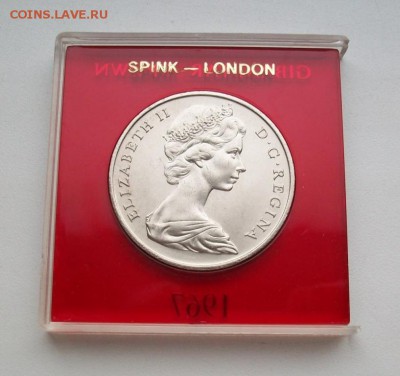 COINS.LAVE.RU
SPINK — LONDON
ELIZABETH II D·G·REGINA
1967